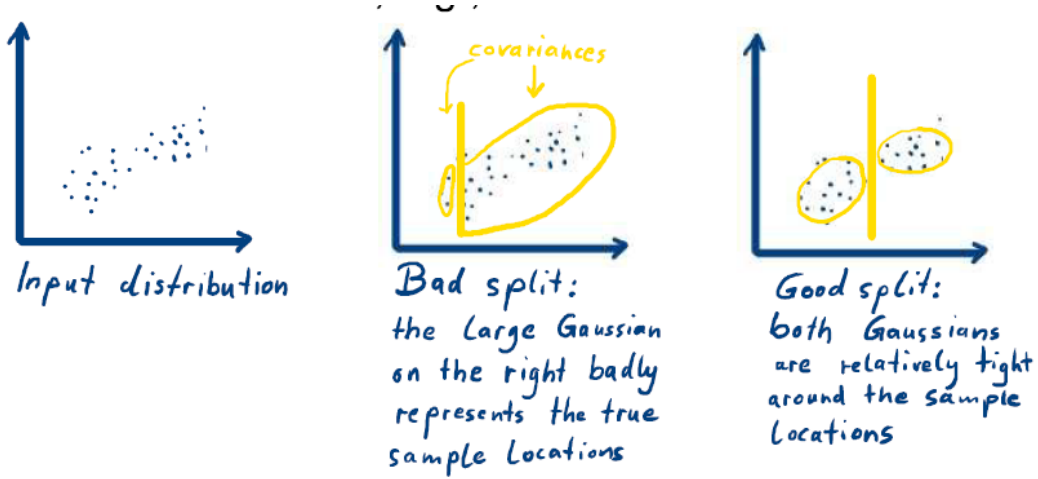 covariances
Input distribution
Bad split:
the large Gaussian
on the right badly
represents the true
sample locations
Good split:
both Gaussians
are relatively tight
around the sample
locations